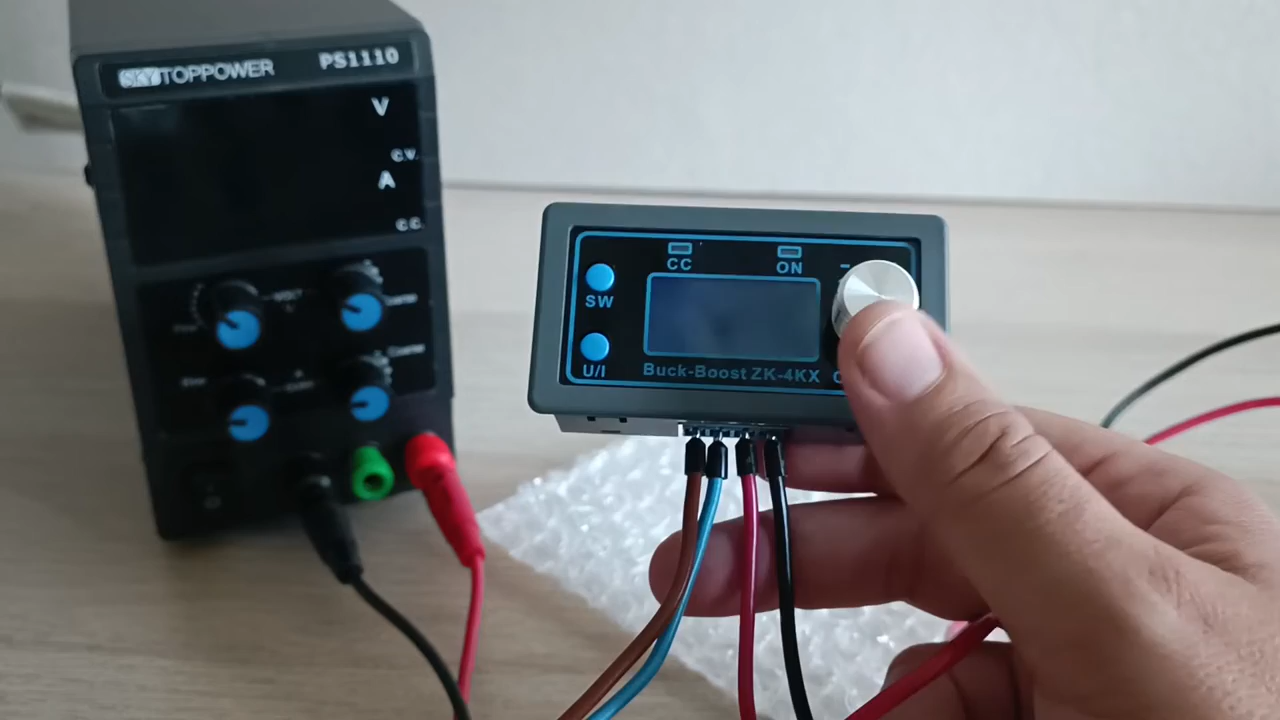 SKYTOPPOWER
PS1110
V
C.V.
A
C.C.
CC
ON
SW
U/I
Buck-Boost ZK-4KX